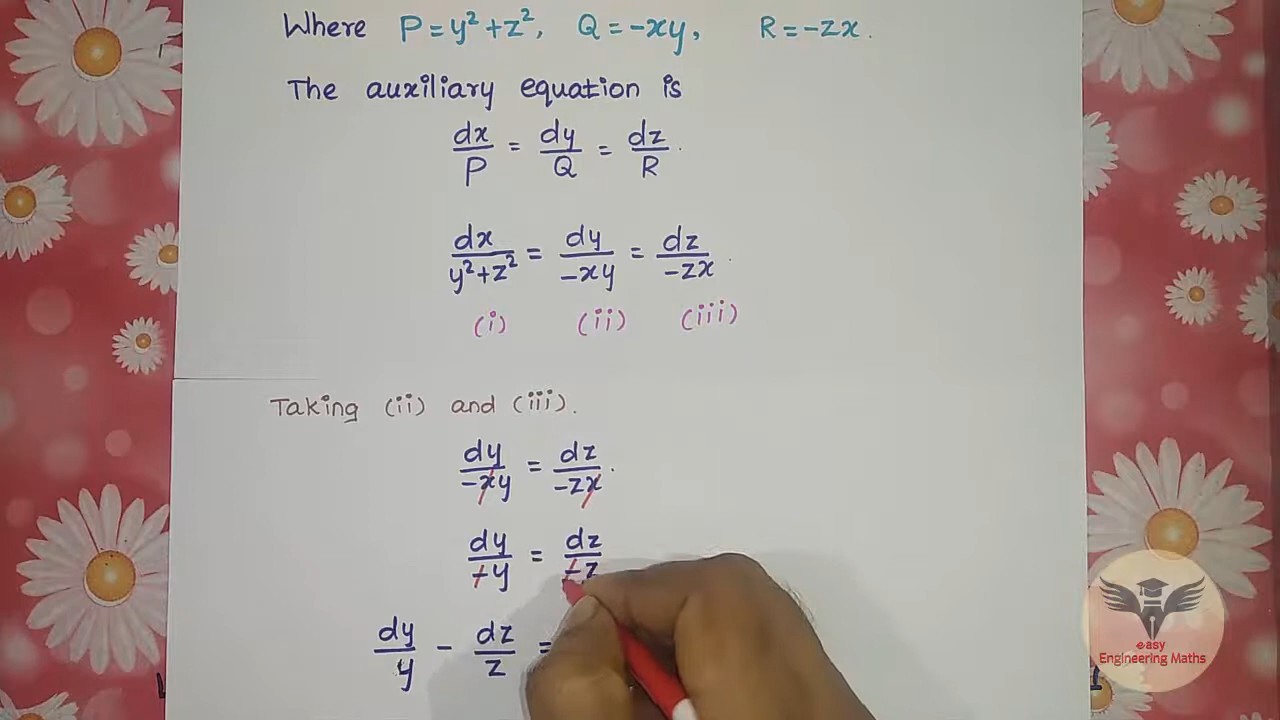 Where P = y² + z², Q = -xy, R = -zx.
The auxiliary equation is
dx/P = dy/Q = dz/R.
dx/y²+z² = dy/-xy = dz/-zx.
(i) (ii) (iii)
Taking (ii) and (iii).
dy/-xy = dz/-zx.
dy/-y = dz/-z
dy/y - dz/z =
easy
Engineering Maths